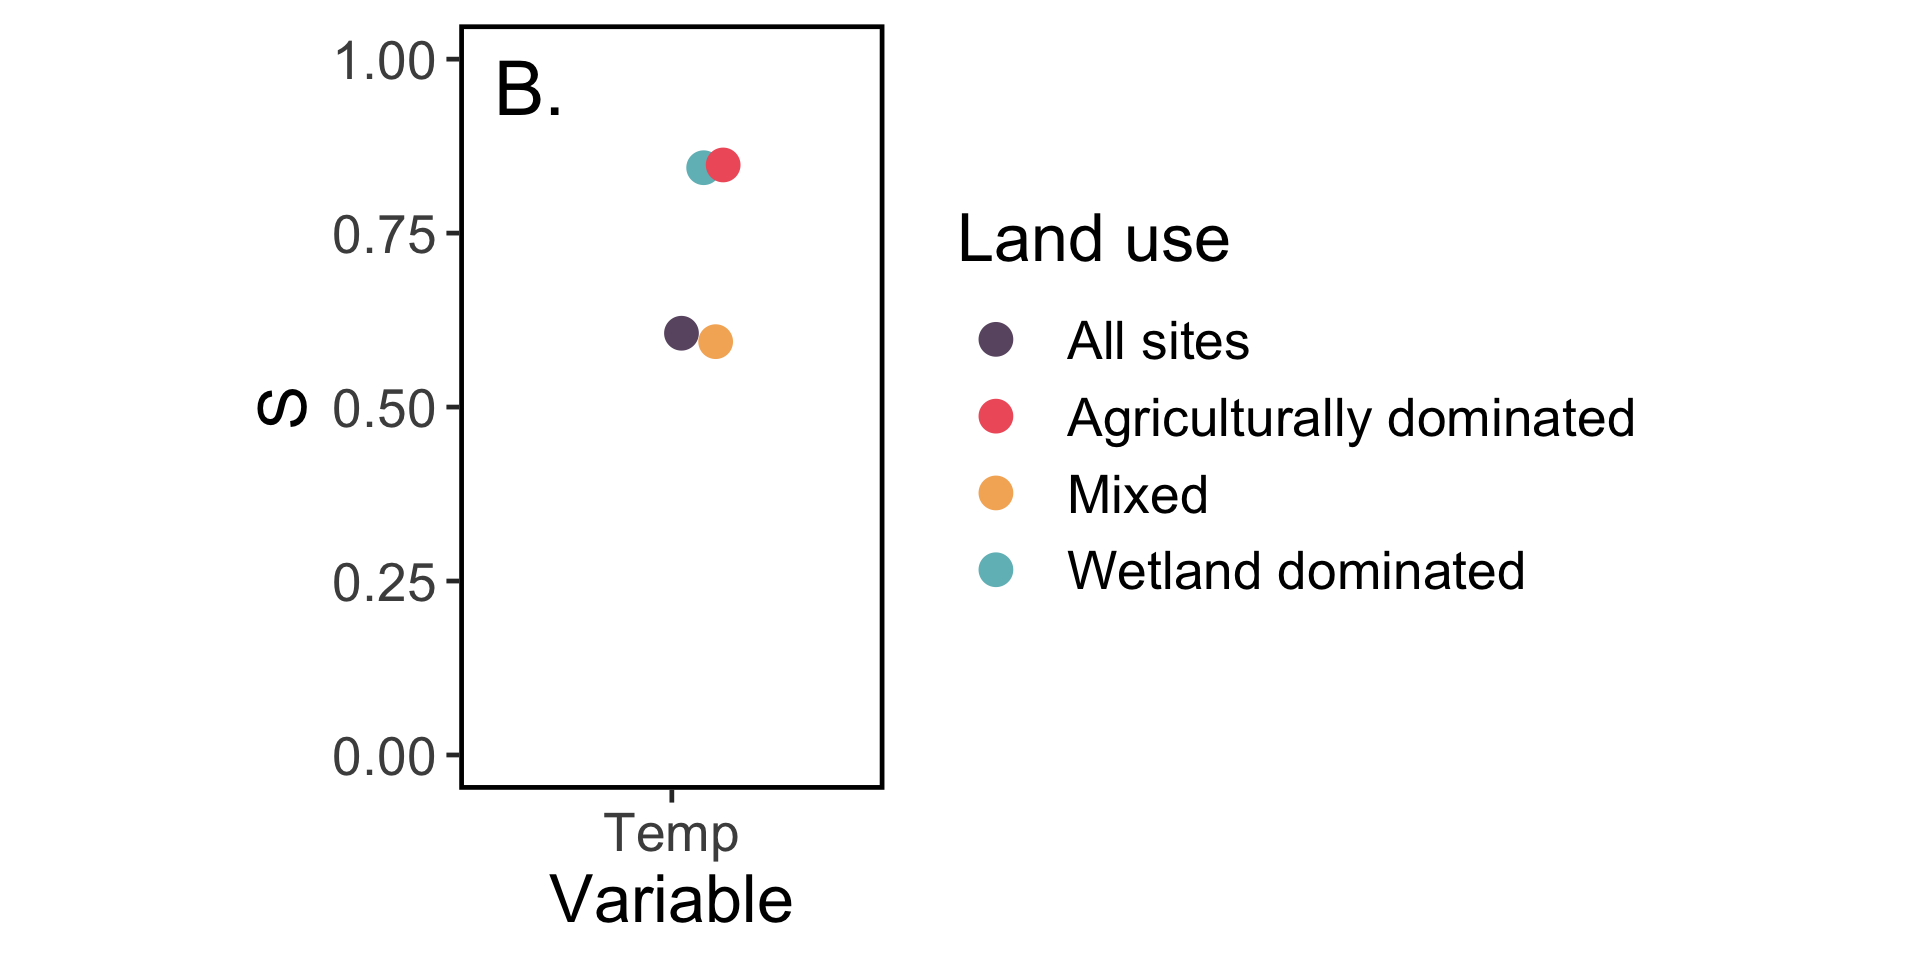 B.
1.00
0.75
0.50
0.25
0.00
S
Temp
Variable
Land use
All sites
Agriculturally dominated
Mixed
Wetland dominated